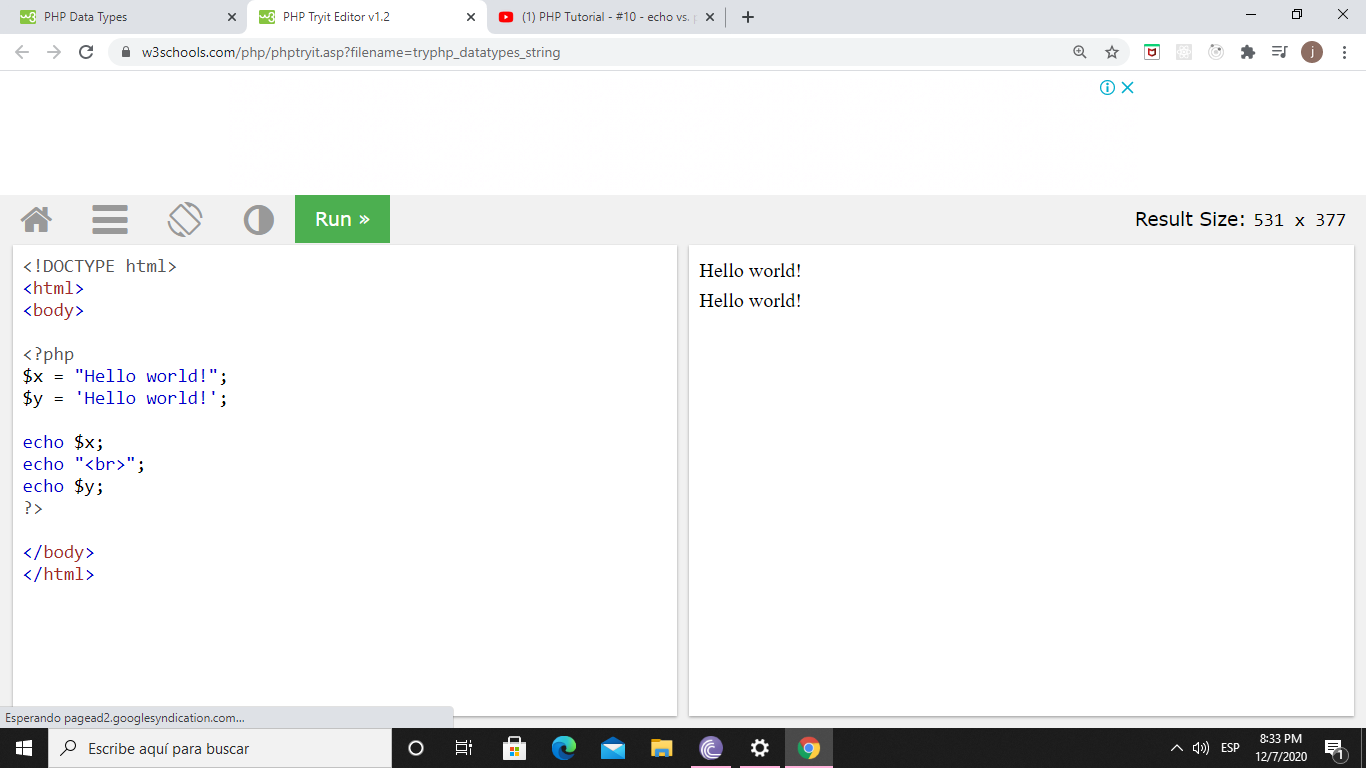 PHP Data Types
PHP Tryit Editor v1.2
(1) PHP Tutorial - #10 - echo vs.
w3schools.com/php/phptryit.asp?filename=tryphp_datatypes_string
j
Run »
Result Size: 531 x 377
<!DOCTYPE html>
<html>
<body>
<?php
$x = "Hello world!";
$y = 'Hello world!';
echo $x;
echo "<br>";
echo $y;
?>
</body>
</html>
Hello world!
Hello world!
Esperando pagead2.googlesyndication.com...
Escribe aquí para buscar
ESP
8:33 PM
12/7/2020
1